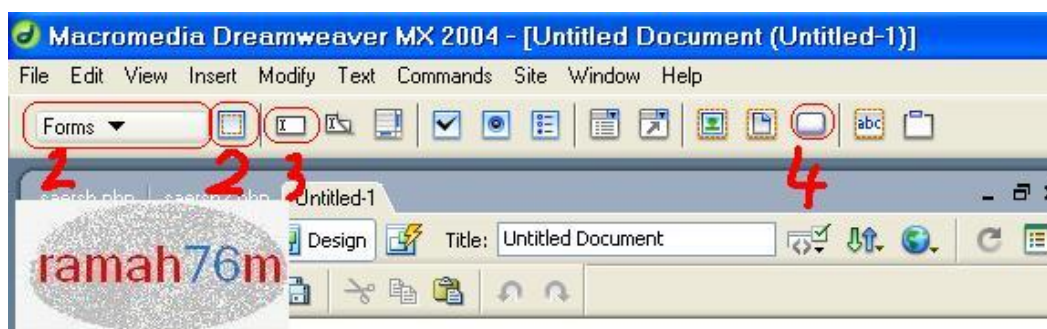 Macromedia Dreamweaver MX 2004 - [Untitled Document (Untitled-1)]
File Edit View Insert Modify Text Commands Site Window Help
Forms abc
2 2 3 4
Untitled-1
Design Title: Untitled Document
ramah76m